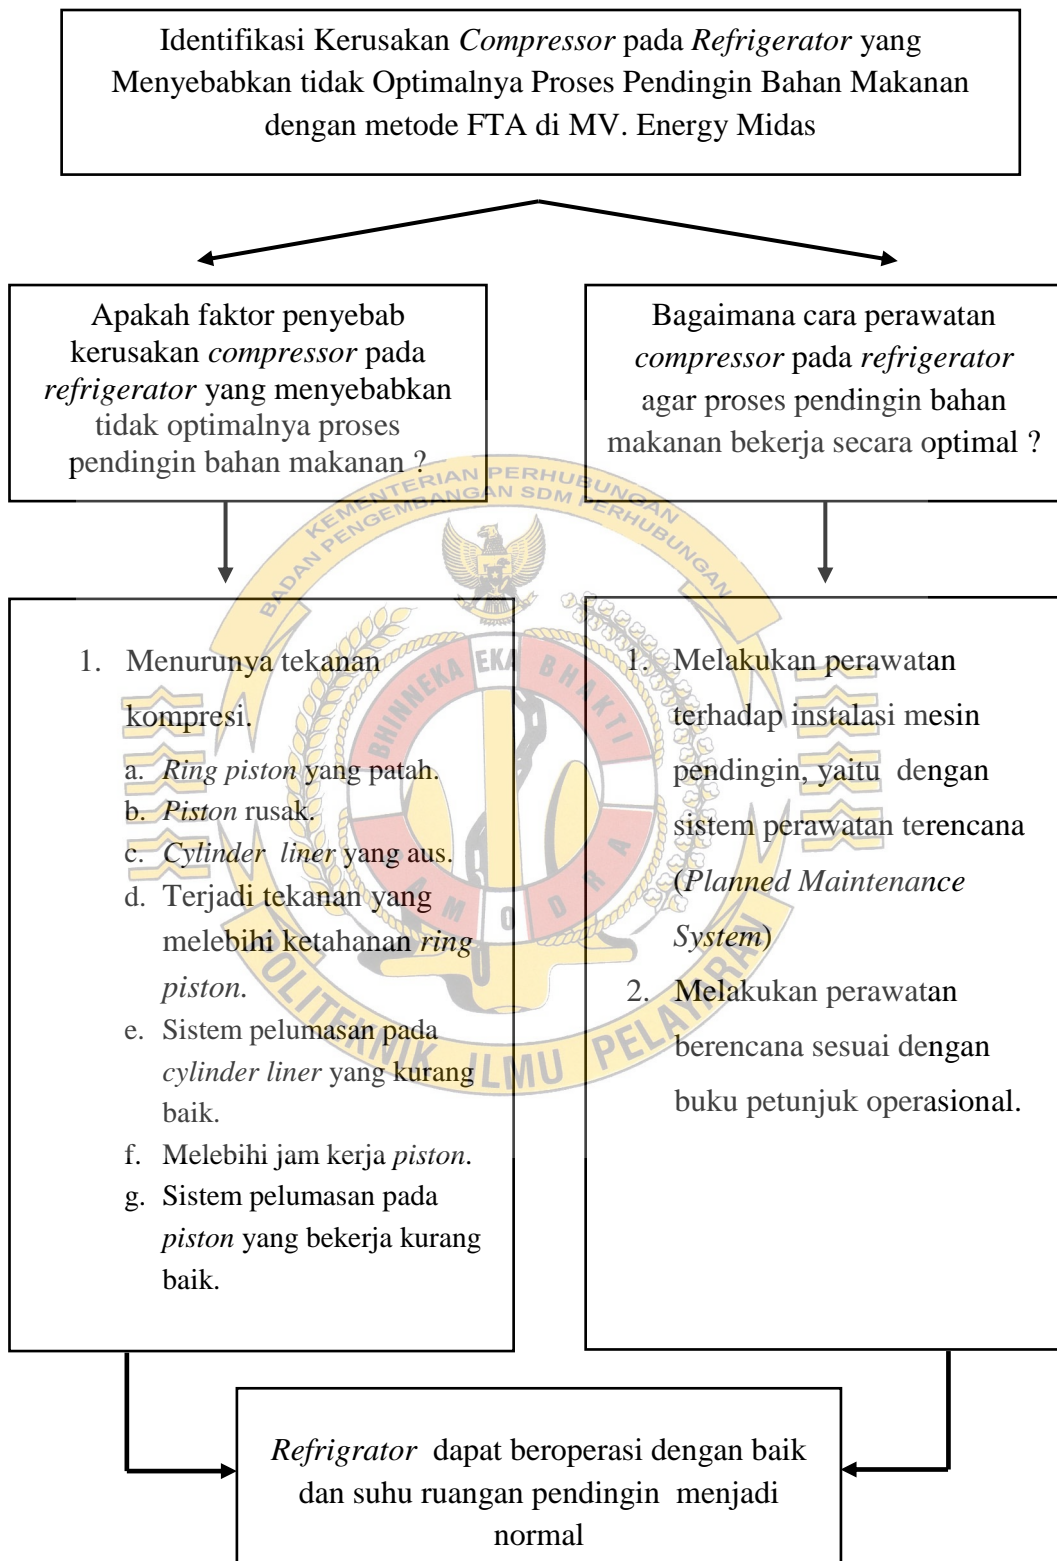 Identifikasi Kerusakan Compressor pada Refrigerator yang
Menyebabkan tidak Optimalnya Proses Pendingin Bahan Makanan
dengan metode FTA di MV. Energy Midas
Apakah faktor penyebab
kerusakan compressor pada
refrigerator yang menyebabkan
tidak optimalnya proses
pendingin bahan makanan ?
Bagaimana cara perawatan
compressor pada refrigerator
agar proses pendingin bahan
makanan bekerja secara optimal ?
KEMENTERIAN PERHUBUNGAN
BADAN PENGEMBANGAN SDM PERHUBUNGAN
BHINNEKA EKA BHAKTI
SAMODRA
POLITEKNIK ILMU PELAYARAN
1. Menurunya tekanan
kompresi.
a. Ring piston yang patah.
b. Piston rusak.
c. Cylinder liner yang aus.
d. Terjadi tekanan yang
melebihi ketahanan ring
piston.
e. Sistem pelumasan pada
cylinder liner yang kurang
baik.
f. Melebihi jam kerja piston.
g. Sistem pelumasan pada
piston yang bekerja kurang
baik.
1. Melakukan perawatan
terhadap instalasi mesin
pendingin, yaitu dengan
sistem perawatan terencana
(Planned Maintenance
System)
2. Melakukan perawatan
berencana sesuai dengan
buku petunjuk operasional.
Refrigrator dapat beroperasi dengan baik
dan suhu ruangan pendingin menjadi
normal